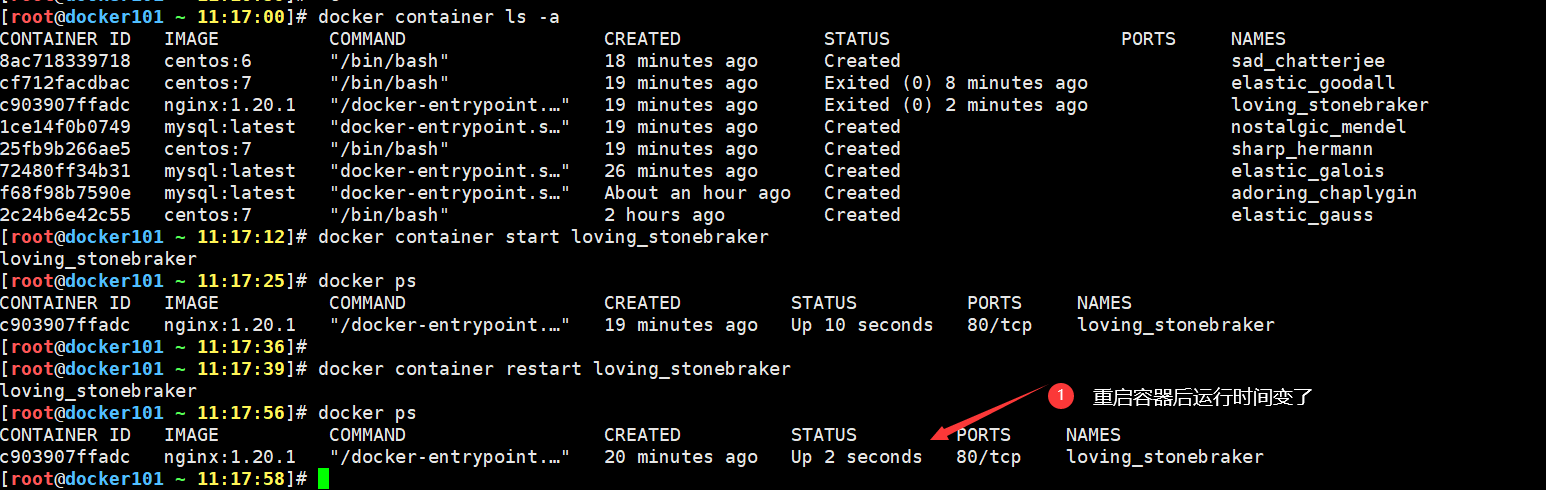 [root@docker101 ~ 11:17:00]# docker container ls -a
CONTAINER ID   IMAGE          COMMAND                  CREATED             STATUS                     PORTS     NAMES
8ac718339718   centos:6       "/bin/bash"              18 minutes ago      Created                              sad_chatterjee
cf712facdbac   centos:7       "/bin/bash"              19 minutes ago      Exited (0) 8 minutes ago             elastic_goodall
c903907ffadc   nginx:1.20.1   "/docker-entrypoint.…"   19 minutes ago      Exited (0) 2 minutes ago             loving_stonebraker
1ce14f0b0749   mysql:latest   "docker-entrypoint.s…"   19 minutes ago      Created                              nostalgic_mendel
25fb9b266ae5   centos:7       "/bin/bash"              19 minutes ago      Created                              sharp_hermann
72480ff34b31   mysql:latest   "docker-entrypoint.s…"   26 minutes ago      Created                              elastic_galois
f68f98b7590e   mysql:latest   "docker-entrypoint.s…"   About an hour ago   Created                              adoring_chaplygin
2c24b6e42c55   centos:7       "/bin/bash"              2 hours ago         Created                              elastic_gauss
[root@docker101 ~ 11:17:12]# docker container start loving_stonebraker
loving_stonebraker
[root@docker101 ~ 11:17:25]# docker ps
CONTAINER ID   IMAGE          COMMAND                  CREATED          STATUS          PORTS     NAMES
c903907ffadc   nginx:1.20.1   "/docker-entrypoint.…"   19 minutes ago   Up 10 seconds   80/tcp    loving_stonebraker
[root@docker101 ~ 11:17:36]#
[root@docker101 ~ 11:17:39]# docker container restart loving_stonebraker
loving_stonebraker
1 重启容器后运行时间变了
[root@docker101 ~ 11:17:56]# docker ps
CONTAINER ID   IMAGE          COMMAND                  CREATED          STATUS         PORTS     NAMES
c903907ffadc   nginx:1.20.1   "/docker-entrypoint.…"   20 minutes ago   Up 2 seconds   80/tcp    loving_stonebraker
[root@docker101 ~ 11:17:58]#